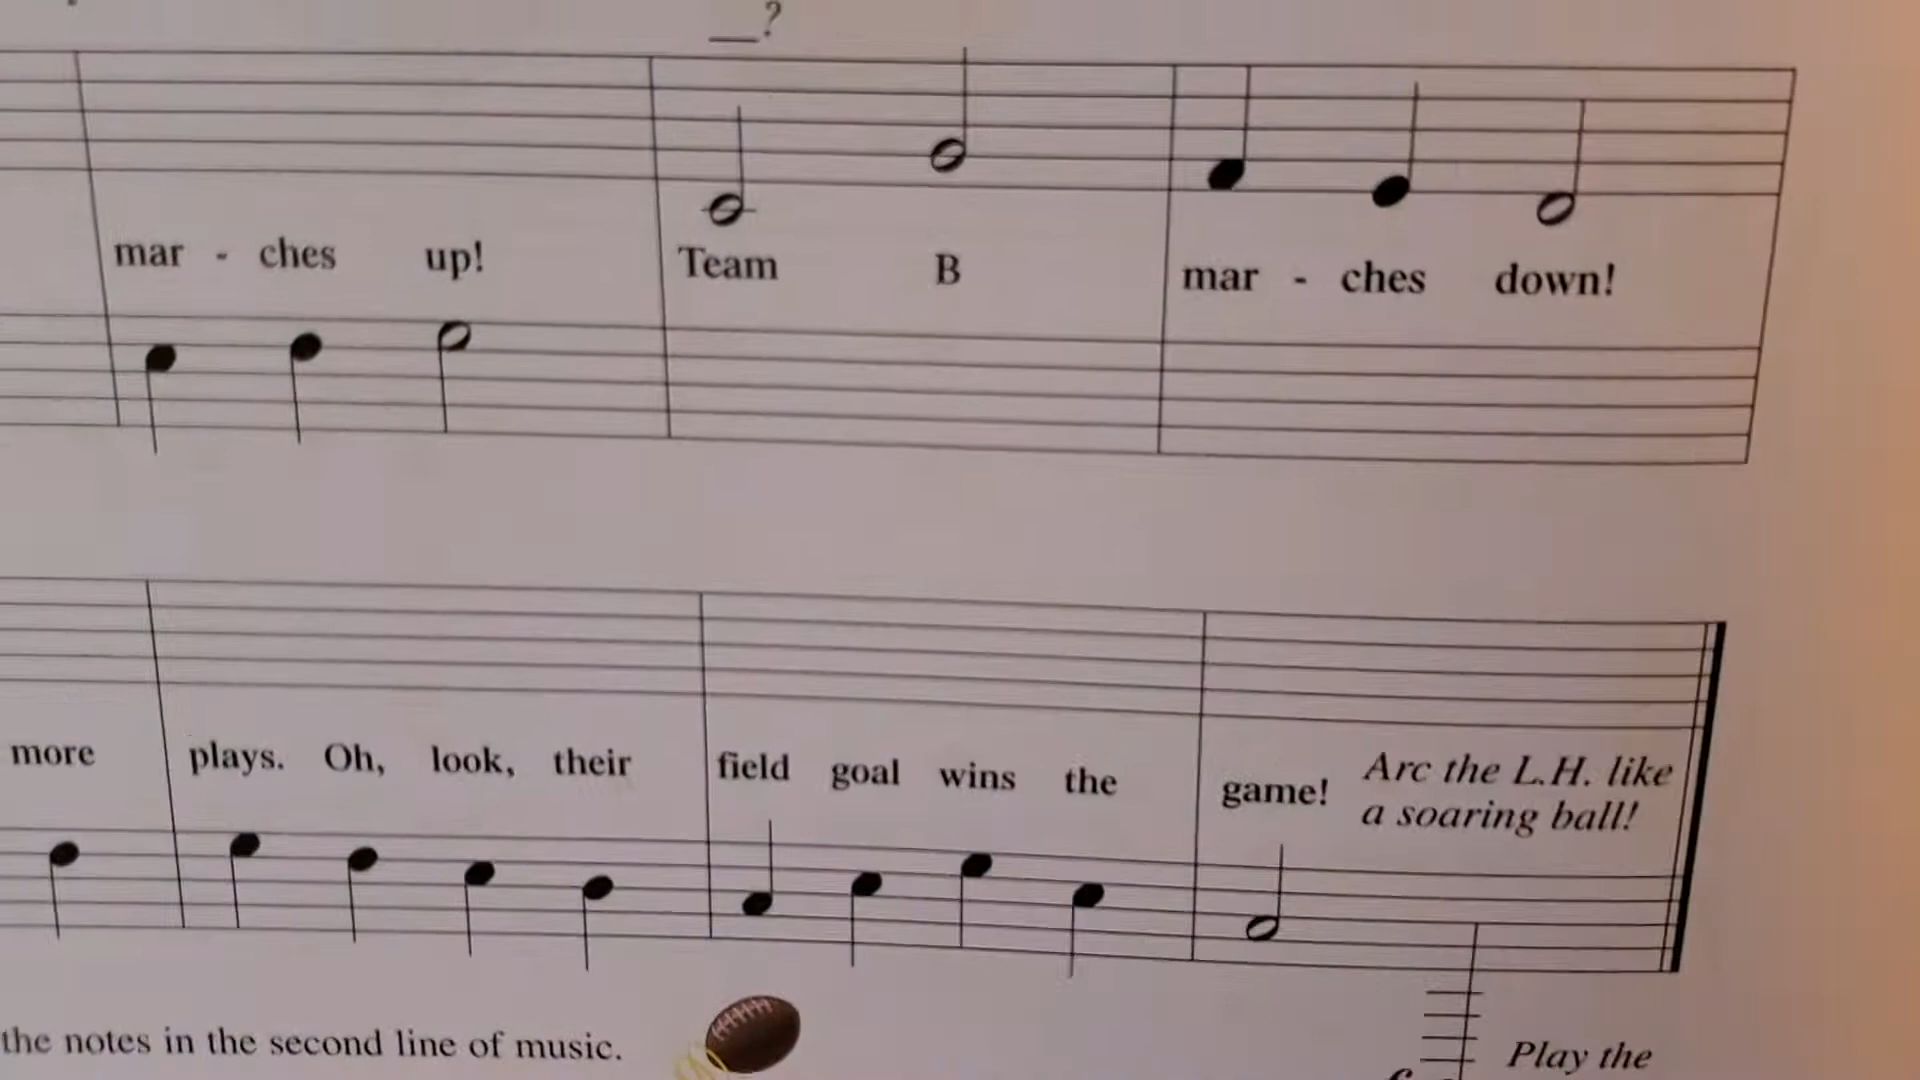 __?
mar - ches up! Team B mar - ches down!
more plays. Oh, look, their field goal wins the game! Arc the L.H. like
a soaring ball!
the notes in the second line of music.
Play the